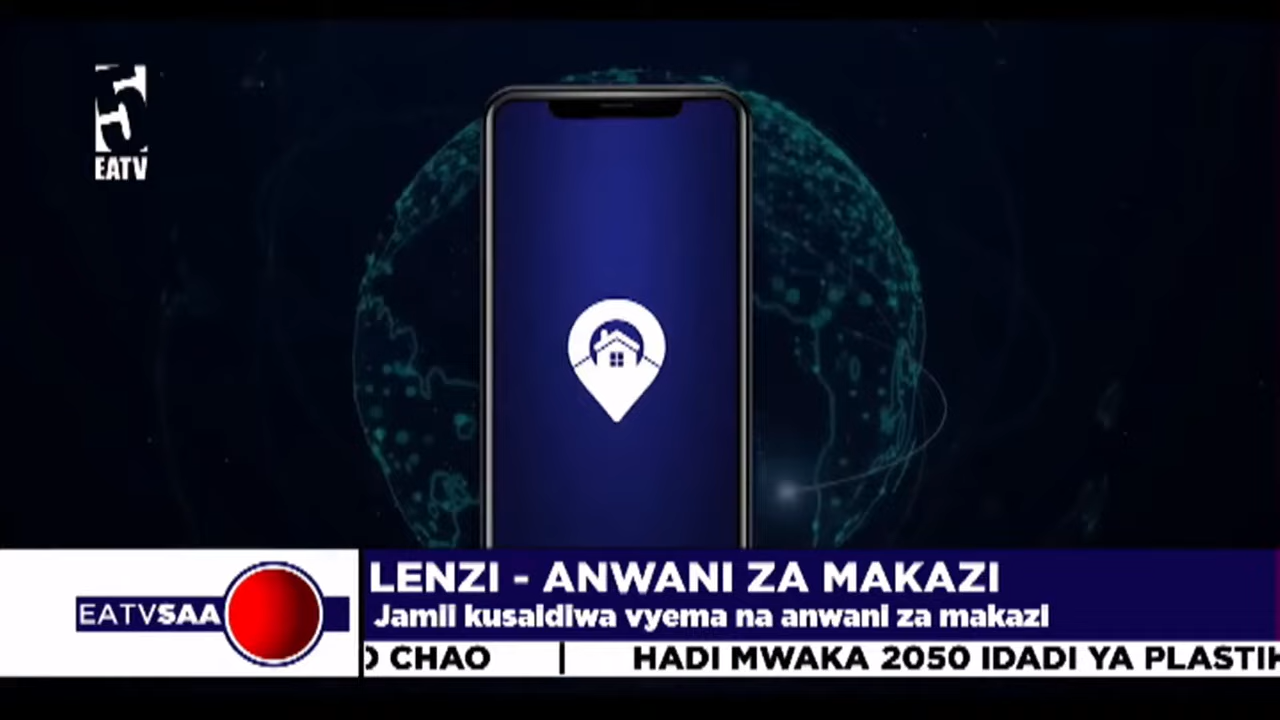 5
EATV
LENZI - ANWANI ZA MAKAZI
EATVSAA
Jamii kusaidiwa vyema na anwani za makazi
CHAO | HADI MWAKA 2050 IDADI YA